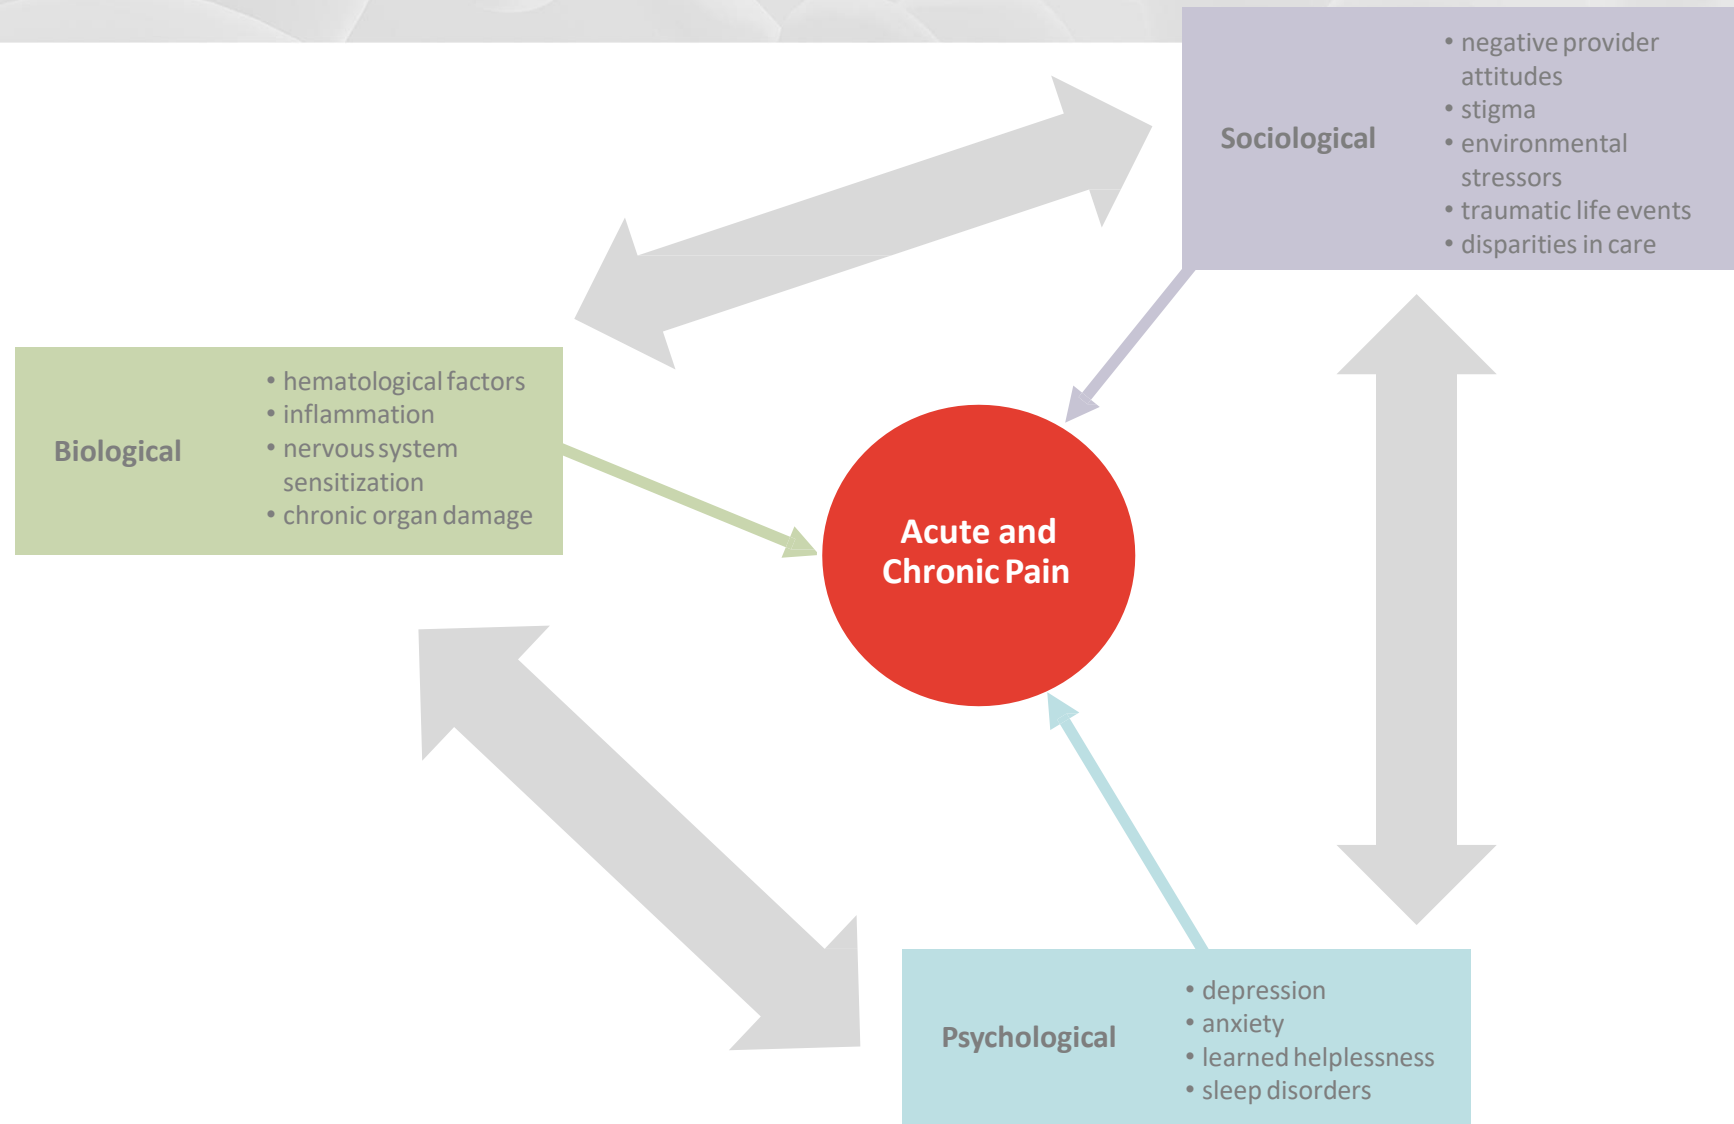 Sociological
• negative provider
attitudes
• stigma
• environmental
stressors
• traumatic life events
• disparities in care
Biological
• hematological factors
• inflammation
• nervous system
sensitization
• chronic organ damage
Acute and
Chronic Pain
Psychological
• depression
• anxiety
• learned helplessness
• sleep disorders